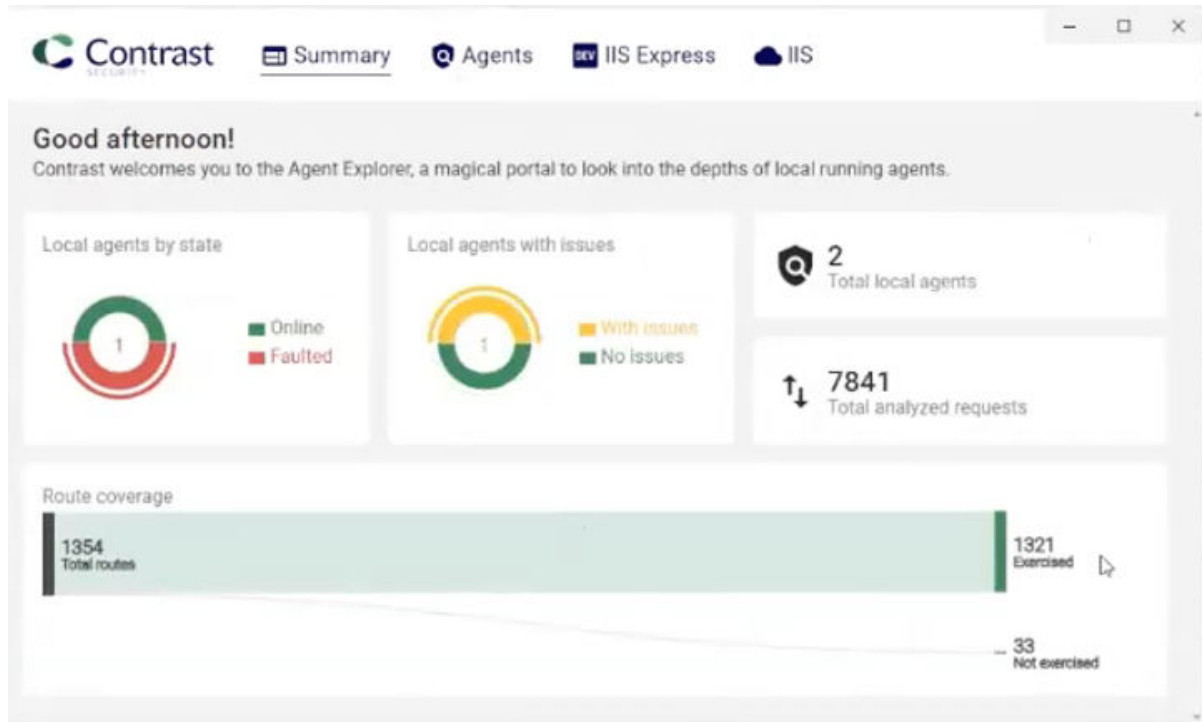 Contrast
SECURITY
Summary
Agents
DEV IIS Express
IIS
Good afternoon!
Contrast welcomes you to the Agent Explorer, a magical portal to look into the depths of local running agents.
Local agents by state
1
Online
Faulted
Local agents with issues
1
With issues
No issues
2
Total local agents
7841
Total analyzed requests
Route coverage
1354
Total routes
1321
Exercised
33
Not exercised